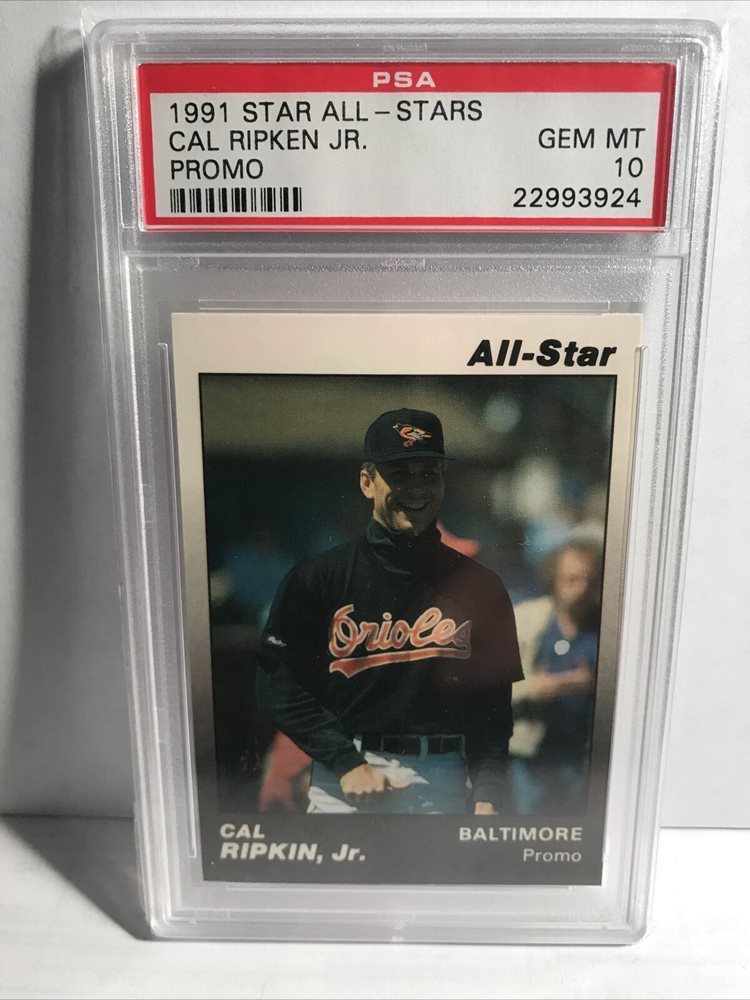 PSA
1991 STAR ALL-STARS
CAL RIPKEN JR.
GEM MT
PROMO
10
22993924
All-Star
Orioles
CAL
BALTIMORE
RIPKIN, Jr.
Promo